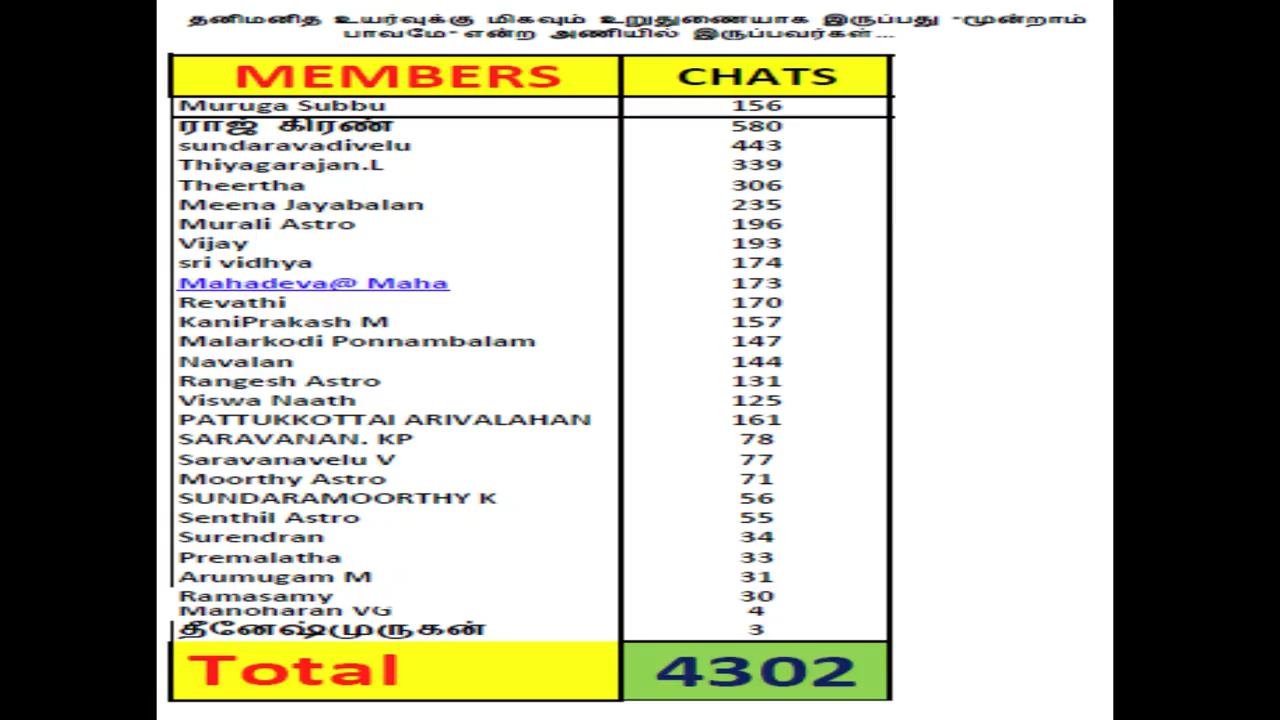 தனிமனித உயர்வுக்கு மிகவும் உறுதுணையாக இருப்பது -மூன்றாம்
பாவமே- என்ற அணியில் இருப்பவர்கள்...
MEMBERS CHATS
Muruga Subbu 156
ராஜ் கிரண் 580
sundaravadivelu 443
Thiyagarajan.L 339
Theertha 306
Meena Jayabalan 235
Murali Astro 196
Vijay 193
sri vidhya 174
Mahadeva@ Maha 173
Revathi 170
KaniPrakash M 157
Malarkodi Ponnambalam 147
Navalan 144
Rangesh Astro 131
Viswa Naath 125
PATTUKKOTTAI ARIVALAHAN 161
SARAVANAN. KP 78
Saravanavelu V 77
Moorthy Astro 71
SUNDARAMOORTHY K 56
Senthil Astro 55
Surendran 34
Premalatha 33
Arumugam M 31
Ramasamy 30
Manoharan VG 4
தீனேஷ்முருகன் 3
Total 4302